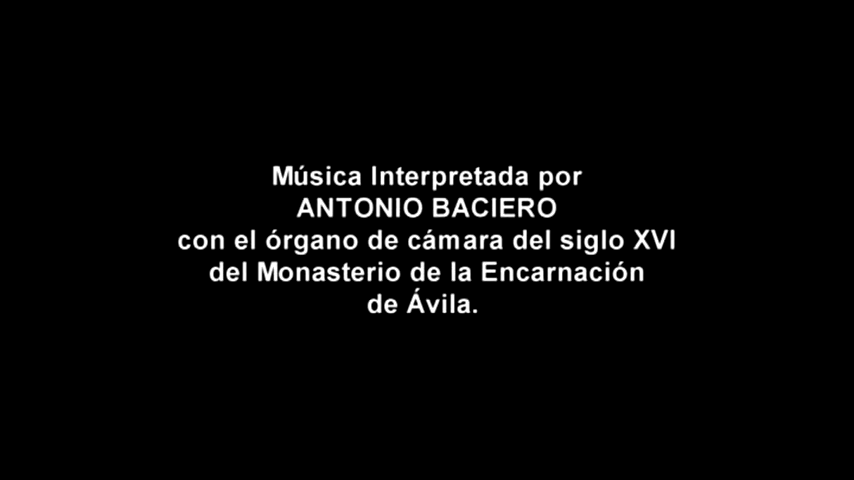 Música Interpretada por
ANTONIO BACIERO
con el órgano de cámara del siglo XVI
del Monasterio de la Encarnación
de Ávila.